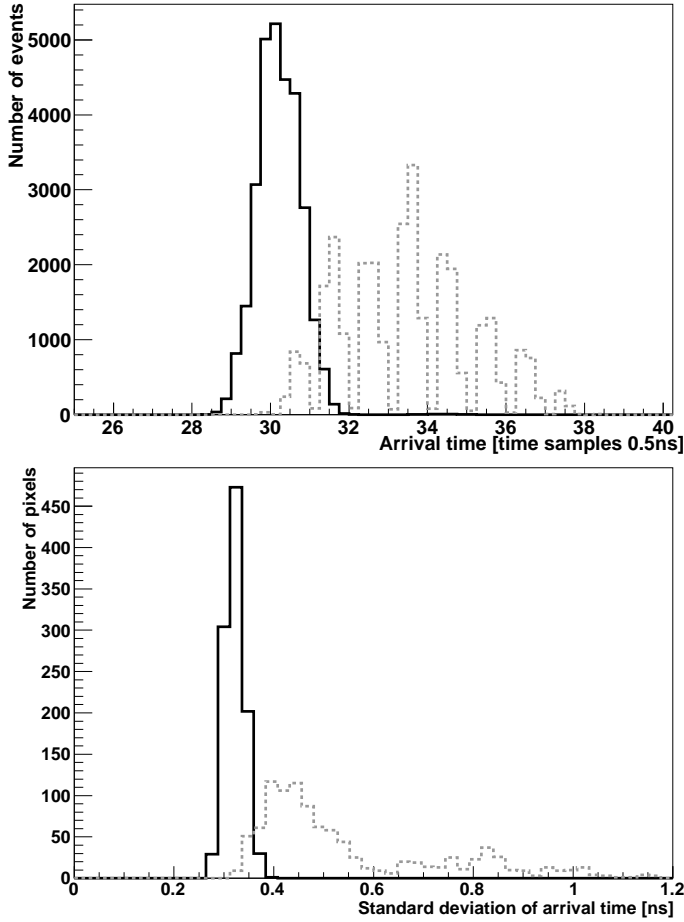 Number of events
5000
4000
3000
2000
1000
0
26 28 30 32 34 36 38 40
Arrival time [time samples 0.5ns]
Number of pixels
450
400
350
300
250
200
150
100
50
0
0 0.2 0.4 0.6 0.8 1 1.2
Standard deviation of arrival time [ns]